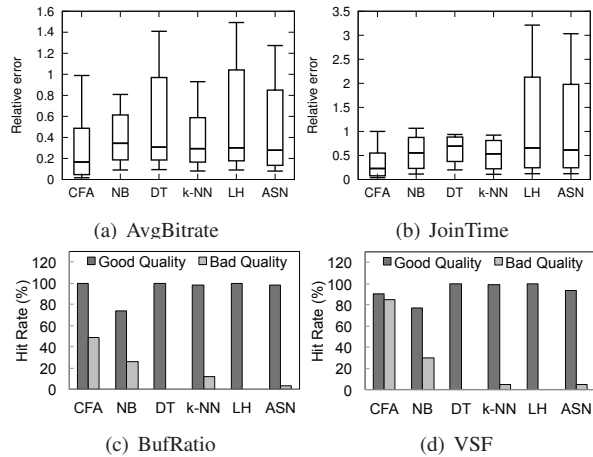 1.6
1.4
1.2
1
0.8
0.6
0.4
0.2
0
Relative error
CFA NB DT k-NN LH ASN
(a) AvgBitrate
3.5
3
2.5
2
1.5
1
0.5
0
Relative error
CFA NB DT k-NN LH ASN
(b) JoinTime
120
100
80
60
40
20
0
Hit Rate (%)
Good Quality Bad Quality
CFA NB DT k-NN LH ASN
(c) BufRatio
120
100
80
60
40
20
0
Hit Rate (%)
Good Quality Bad Quality
CFA NB DT k-NN LH ASN
(d) VSF